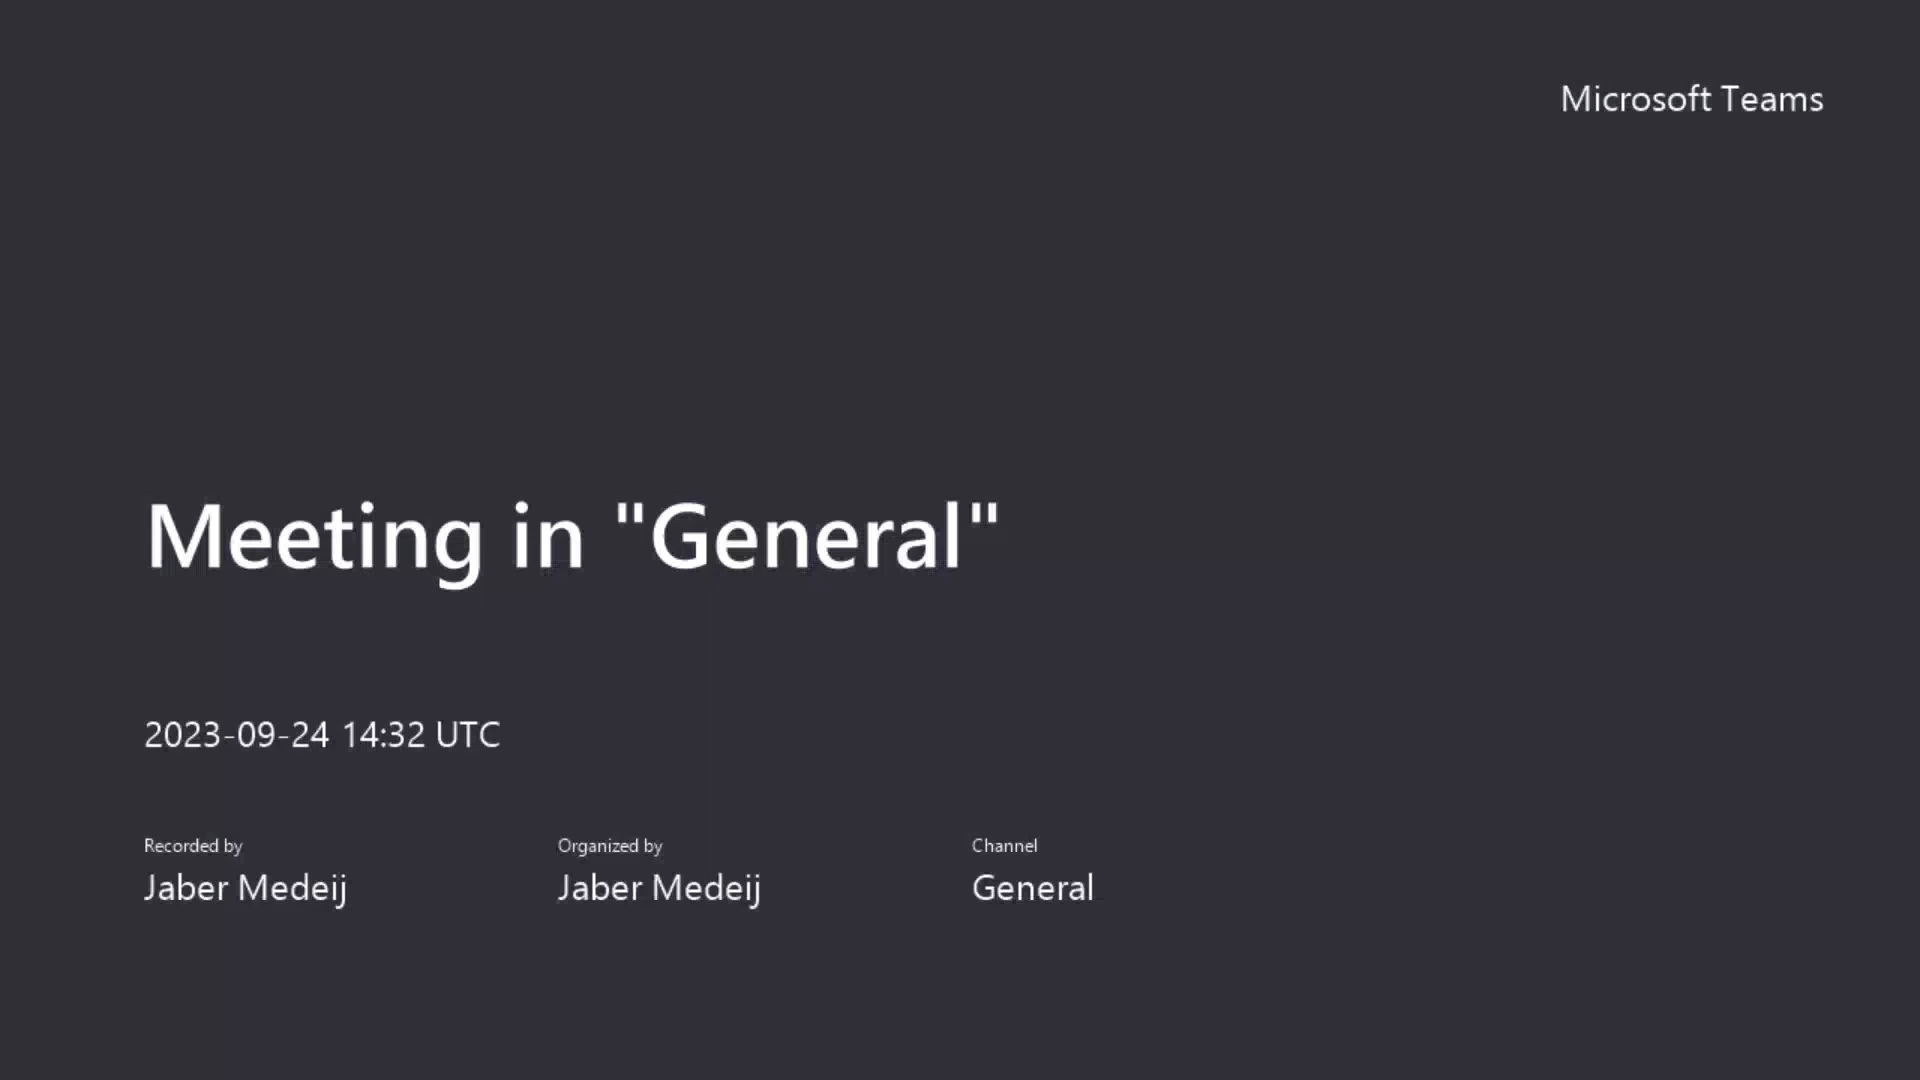 Microsoft Teams
Meeting in "General"
2023-09-24 14:32 UTC
Recorded by
Jaber Medeij
Organized by
Jaber Medeij
Channel
General